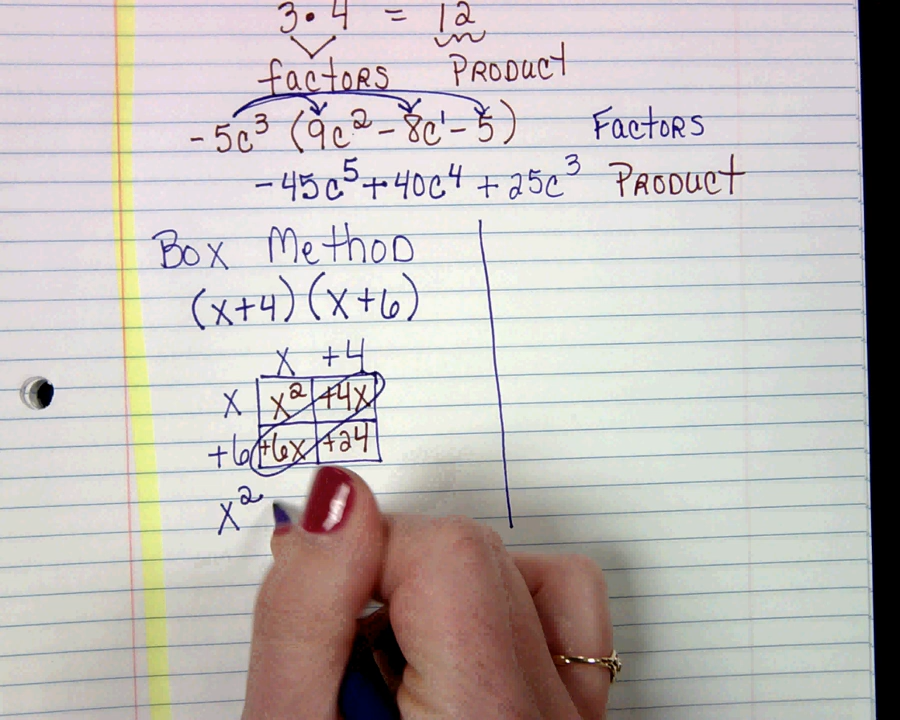 3 • 4 = 12
factors PRODUCT
-5c³ (9c² - 8c¹ - 5) Factors
-45c⁵ + 40c⁴ + 25c³ PRODUCT
Box Method
(x+4)(x+6)
x +4
x x² +4x
+6 +6x +24
x²